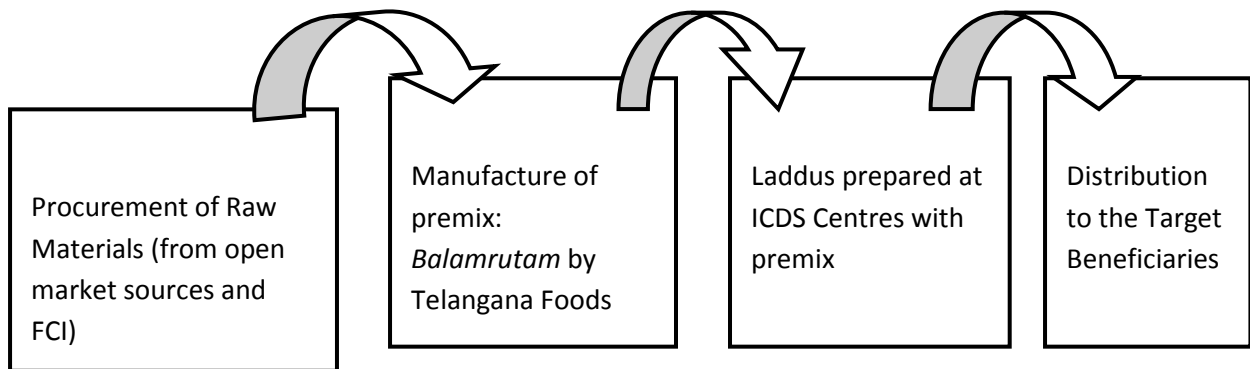 Procurement of Raw
Materials (from open
market sources and
FCI)
Manufacture of
premix:
Balamrutam by
Telangana Foods
Laddus prepared at
ICDS Centres with
premix
Distribution
to the Target
Beneficiaries